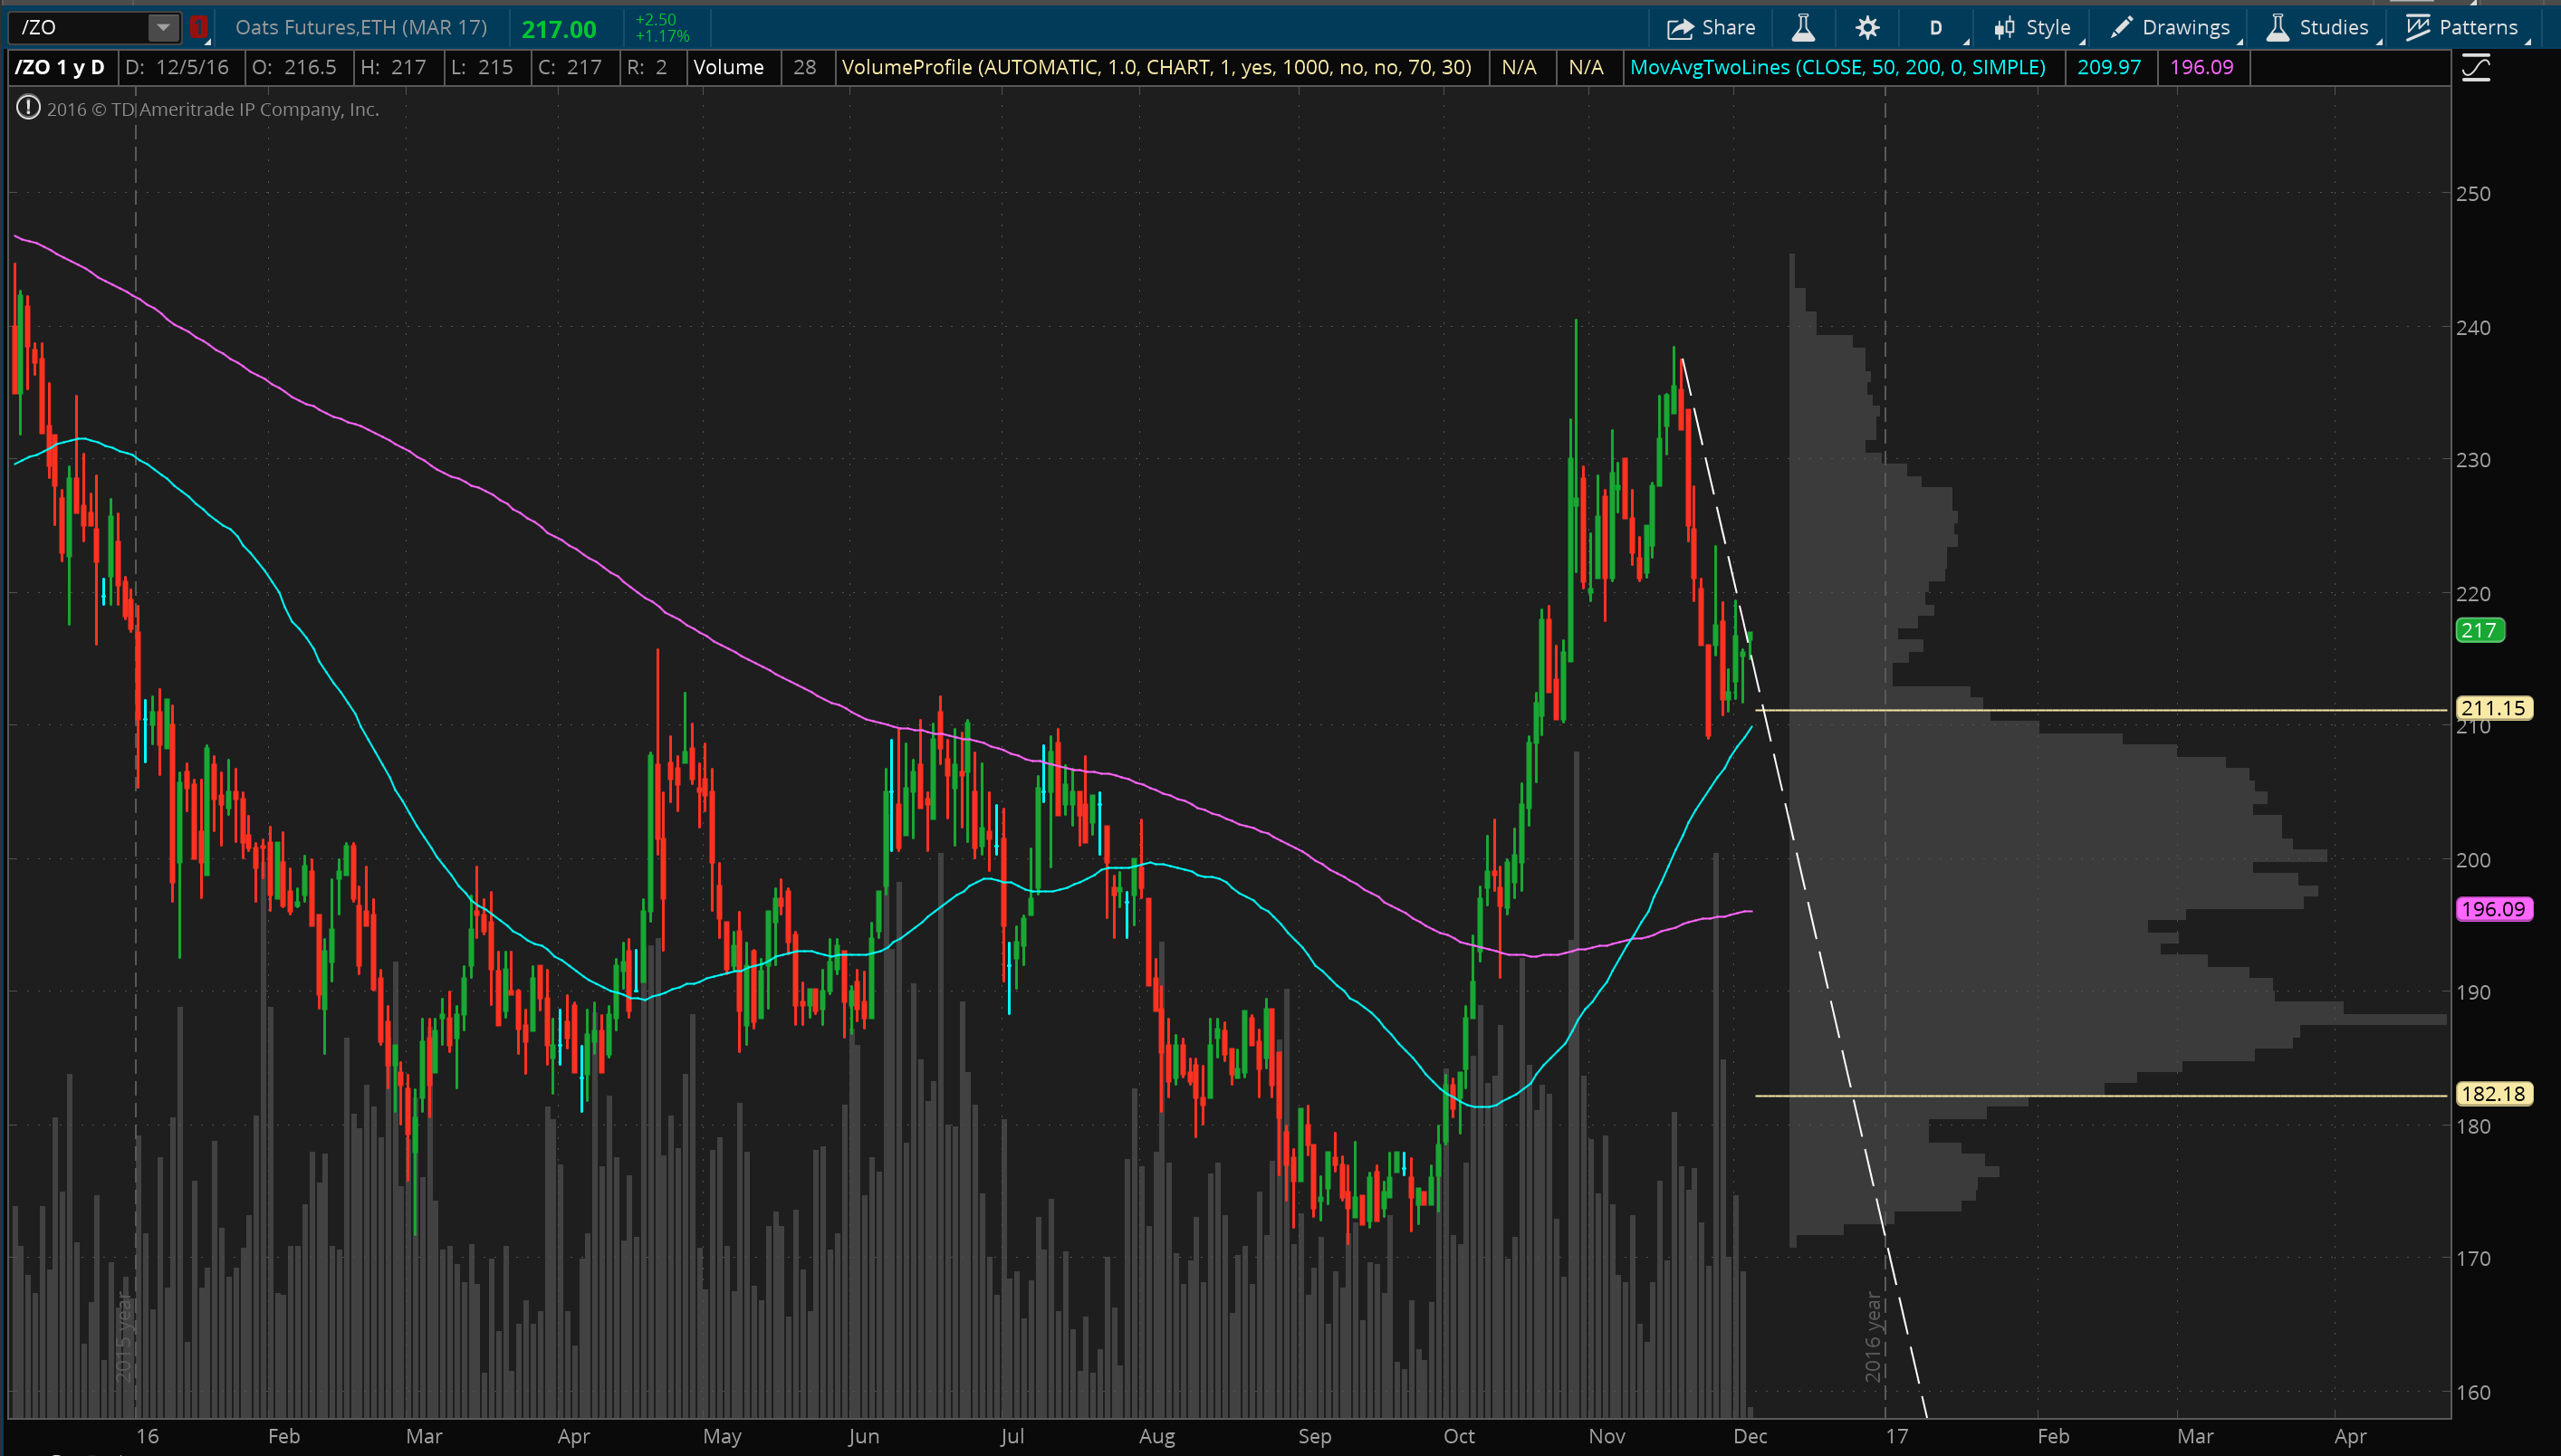 /ZO 1 Oats Futures,ETH (MAR 17) 217.00 +2.50 Share D Style Drawings Studies Patterns
+1.17%
/ZO 1 y D D: 12/5/16 O: 216.5 H: 217 L: 215 C: 217 R: 2 Volume 28 VolumeProfile (AUTOMATIC, 1.0, CHART, 1, yes, 1000, no, no, 70, 30) N/A N/A MovAvgTwoLines (CLOSE, 50, 200, 0, SIMPLE) 209.97 196.09
2016 © TD Ameritrade IP Company, Inc.
250
240
230
220
217
211.15
210
200
196.09
190
182.18
180
170
160
2015 year
2016 year
16 Feb Mar Apr May Jun Jul Aug Sep Oct Nov Dec 17 Feb Mar Apr